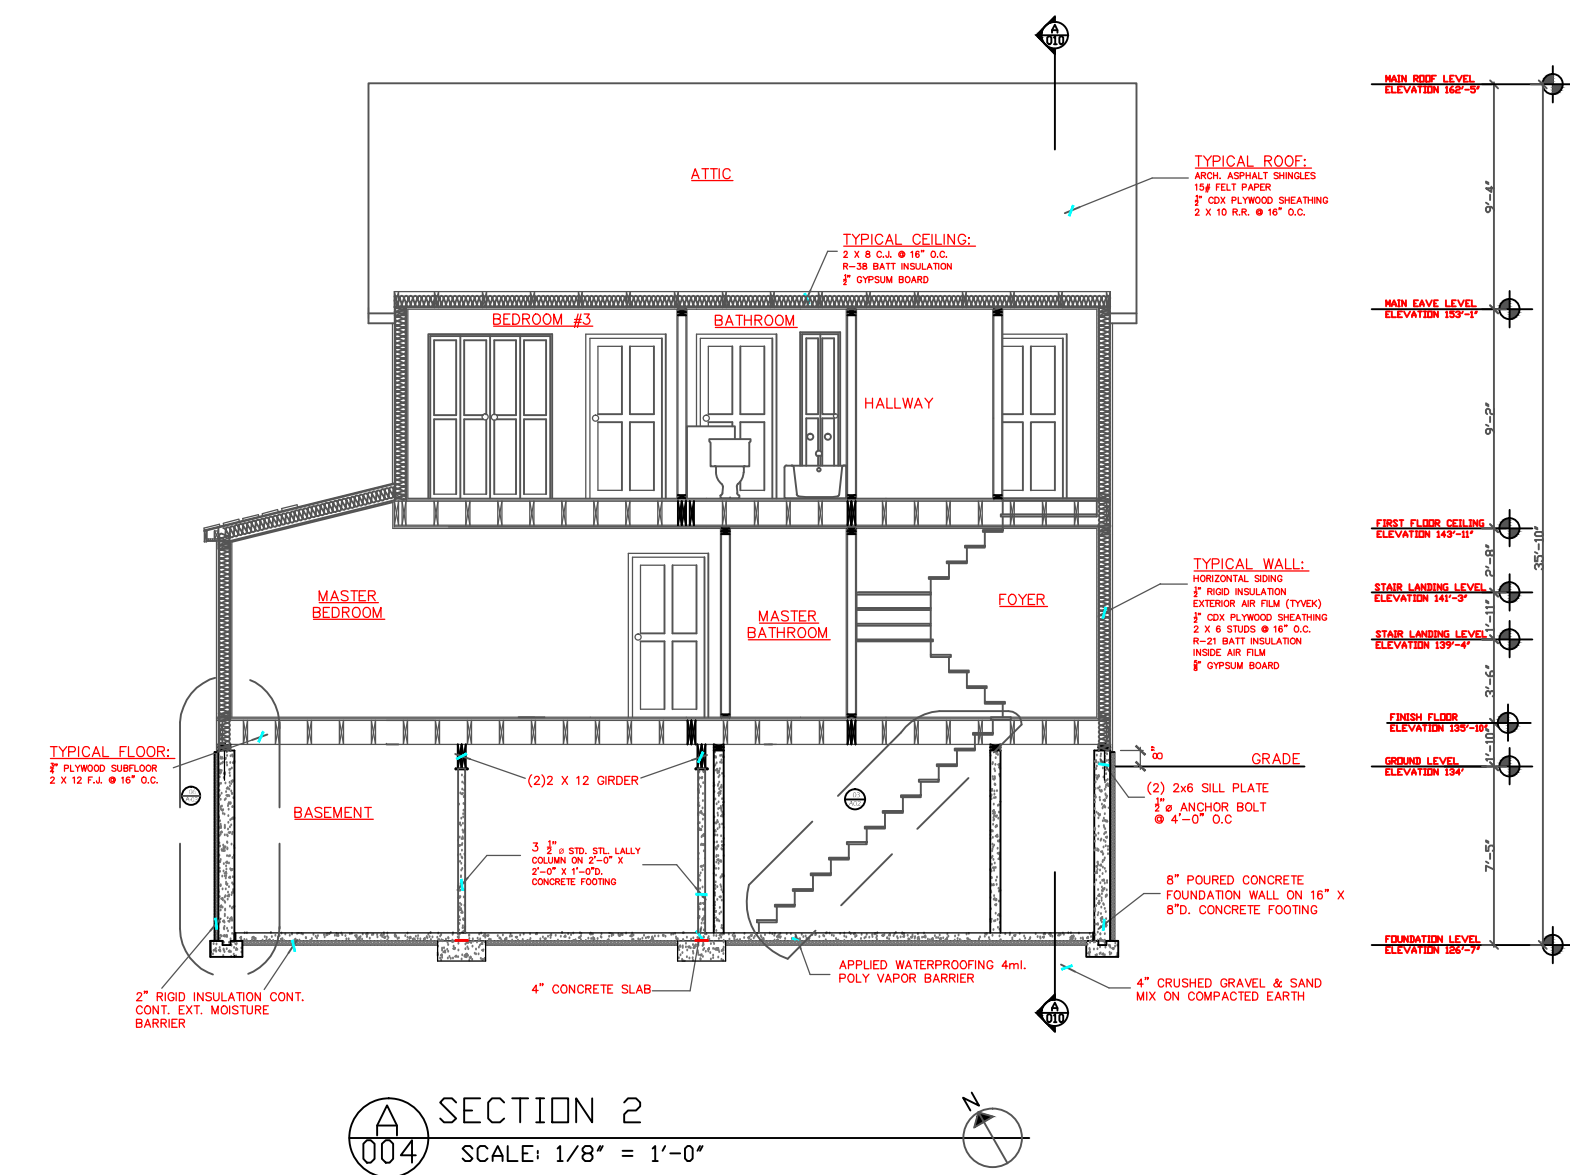 A
010
MAIN ROOF LEVEL
ELEVATION 162'-5"
ATTIC
TYPICAL ROOF:
ARCH. ASPHALT SHINGLES
15# FELT PAPER
1/2" CDX PLYWOOD SHEATHING
2 X 10 R.R. @ 16" O.C.
9'-4"
TYPICAL CEILING:
2 X 8 C.J. @ 16" O.C.
R-38 BATT INSULATION
1/2" GYPSUM BOARD
MAIN EAVE LEVEL
ELEVATION 153'-1"
BEDROOM #3
BATHROOM
HALLWAY
9'-2"
FIRST FLOOR CEILING
ELEVATION 143'-11"
35'-10"
2'-8"
TYPICAL WALL:
HORIZONTAL SIDING
1/2" RIGID INSULATION
EXTERIOR AIR FILM (TYVEK)
1/2" CDX PLYWOOD SHEATHING
2 X 6 STUDS @ 16" O.C.
R-21 BATT INSULATION
INSIDE AIR FILM
GYPSUM BOARD
STAIR LANDING LEVEL
ELEVATION 141'-3"
1'-11"
STAIR LANDING LEVEL
ELEVATION 139'-4"
3'-6"
MASTER
BEDROOM
MASTER
BATHROOM
FOYER
FINISH FLOOR
ELEVATION 135'-10"
1'-10"
TYPICAL FLOOR:
PLYWOOD SUBFLOOR
2 X 12 F.J. @ 16" O.C.
(2)2 X 12 GIRDER
8"
GRADE
GROUND LEVEL
ELEVATION 134'
(2) 2x6 SILL PLATE
1/2" ø ANCHOR BOLT
@ 4'-0" O.C
BASEMENT
3 1/2" ø STD. STL. LALLY
COLUMN ON 2'-0" X
2'-0" X 1'-0"D.
CONCRETE FOOTING
7'-5"
8" POURED CONCRETE
FOUNDATION WALL ON 16" X
8"D. CONCRETE FOOTING
FOUNDATION LEVEL
ELEVATION 126'-7"
2" RIGID INSULATION CONT.
CONT. EXT. MOISTURE
BARRIER
4" CONCRETE SLAB
APPLIED WATERPROOFING 4ml.
POLY VAPOR BARRIER
4" CRUSHED GRAVEL & SAND
MIX ON COMPACTED EARTH
A
010
A
004
SECTION 2
SCALE: 1/8" = 1'-0"
N